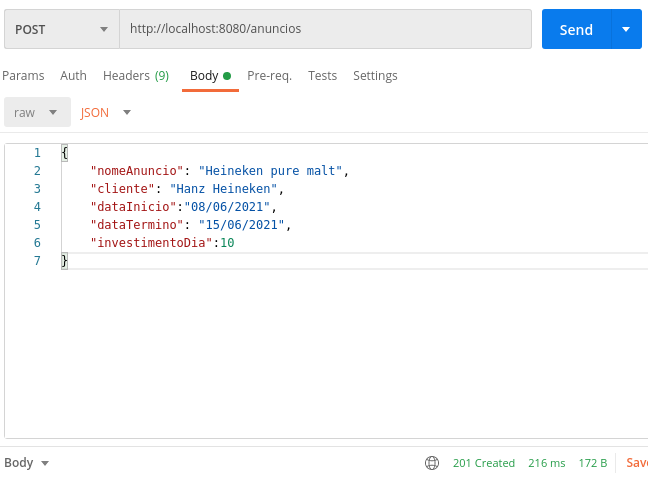 POST http://localhost:8080/anuncios Send
Params Auth Headers (9) Body Pre-req. Tests Settings
raw JSON
1 {
2 "nomeAnuncio": "Heineken pure malt",
3 "cliente": "Hanz Heineken",
4 "dataInicio":"08/06/2021",
5 "dataTermino": "15/06/2021",
6 "investimentoDia":10
7 }
Body 201 Created 216 ms 172 B Save